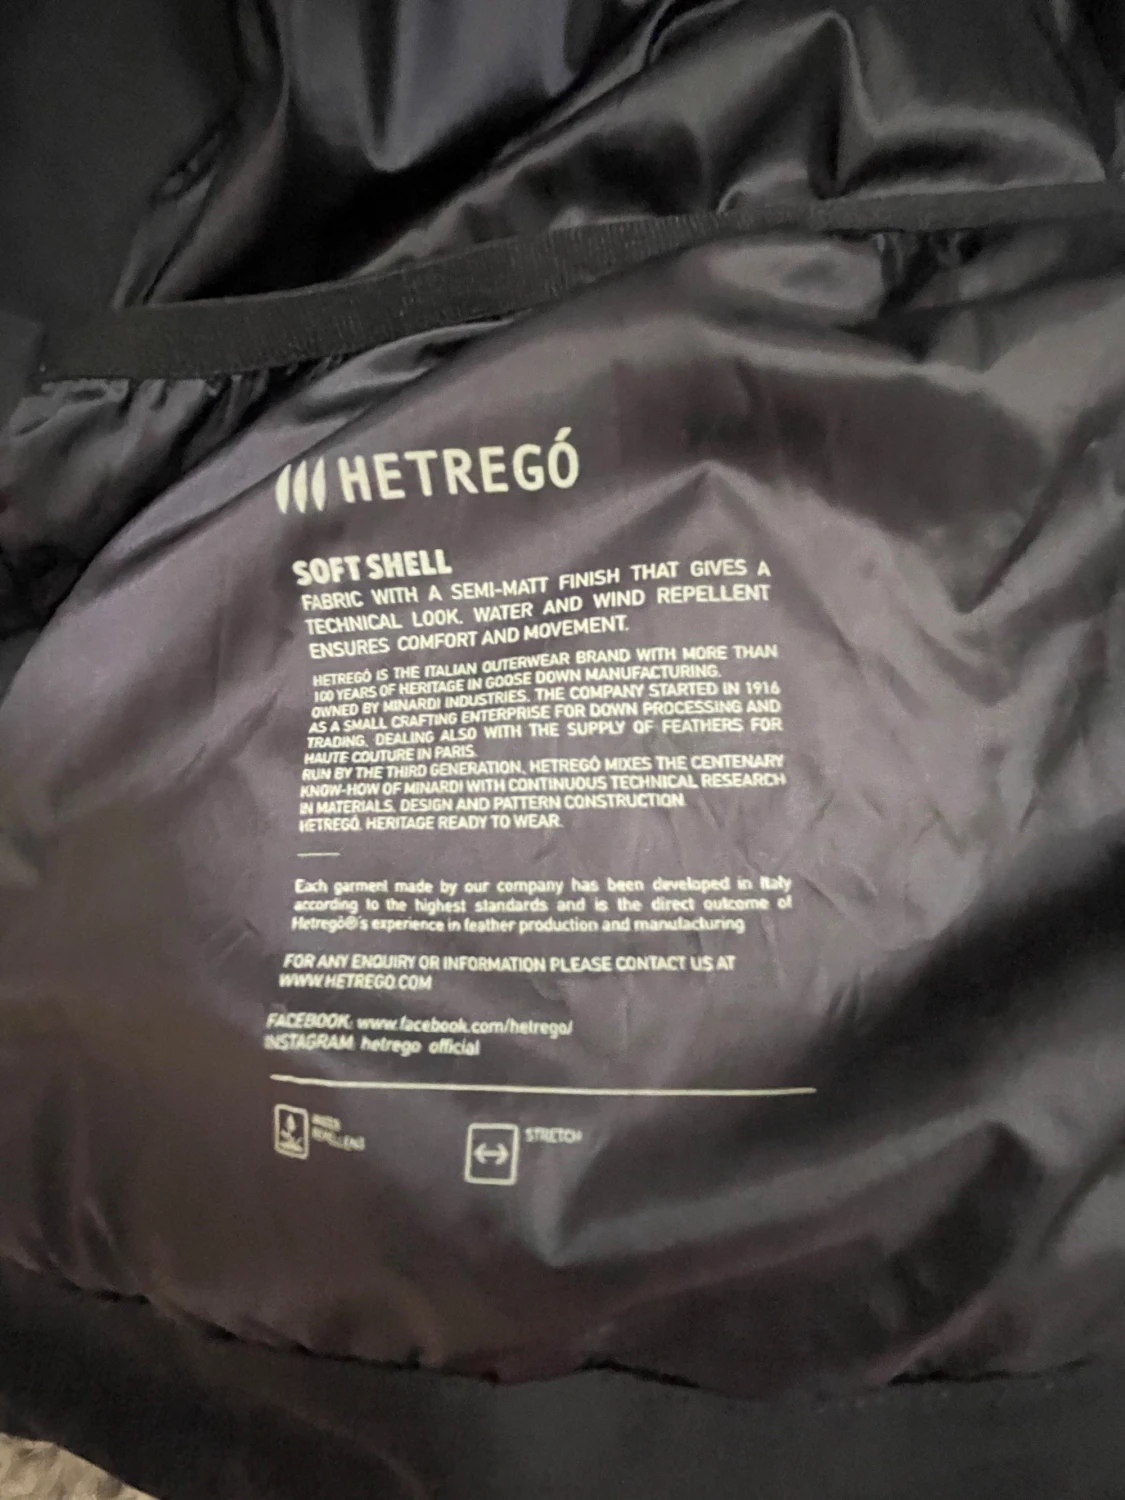 HETREGÓ
SOFT SHELL
FABRIC WITH A SEMI-MATT FINISH THAT GIVES A
TECHNICAL LOOK. WATER AND WIND REPELLENT
ENSURES COMFORT AND MOVEMENT.
HETREGÓ IS THE ITALIAN OUTERWEAR BRAND WITH MORE THAN
100 YEARS OF HERITAGE IN GOOSE DOWN MANUFACTURING.
OWNED BY MINARDI INDUSTRIES. THE COMPANY STARTED IN 1916
AS A SMALL CRAFTING ENTERPRISE FOR DOWN PROCESSING AND
TRADING, DEALING ALSO WITH THE SUPPLY OF FEATHERS FOR
HAUTE COUTURE IN PARIS.
RUN BY THE THIRD GENERATION, HETREGÓ MIXES THE CENTENARY
KNOW-HOW OF MINARDI WITH CONTINUOUS TECHNICAL RESEARCH
IN MATERIALS, DESIGN AND PATTERN CONSTRUCTION.
HETREGÓ. HERITAGE READY TO WEAR.
Each garment made by our company has been developed in Italy
according to the highest standards and is the direct outcome of
Hetregò®'s experience in feather production and manufacturing
FOR ANY ENQUIRY OR INFORMATION PLEASE CONTACT US AT
WWW.HETREGO.COM
FACEBOOK: www.facebook.com/hetrego/
INSTAGRAM: hetrego official
WATER
REPELLENT
STRETCH